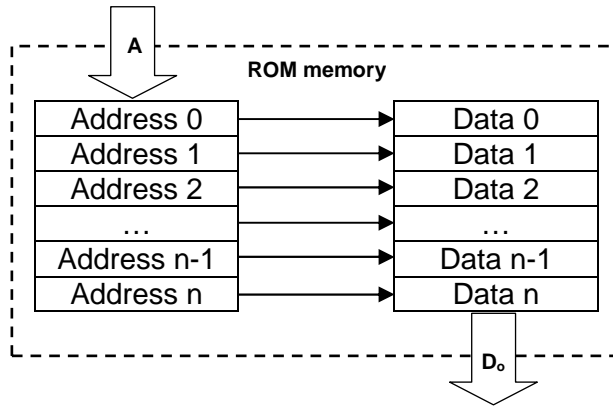 A
ROM memory
Address 0 Data 0
Address 1 Data 1
Address 2 Data 2
... ...
Address n-1 Data n-1
Address n Data n
Do